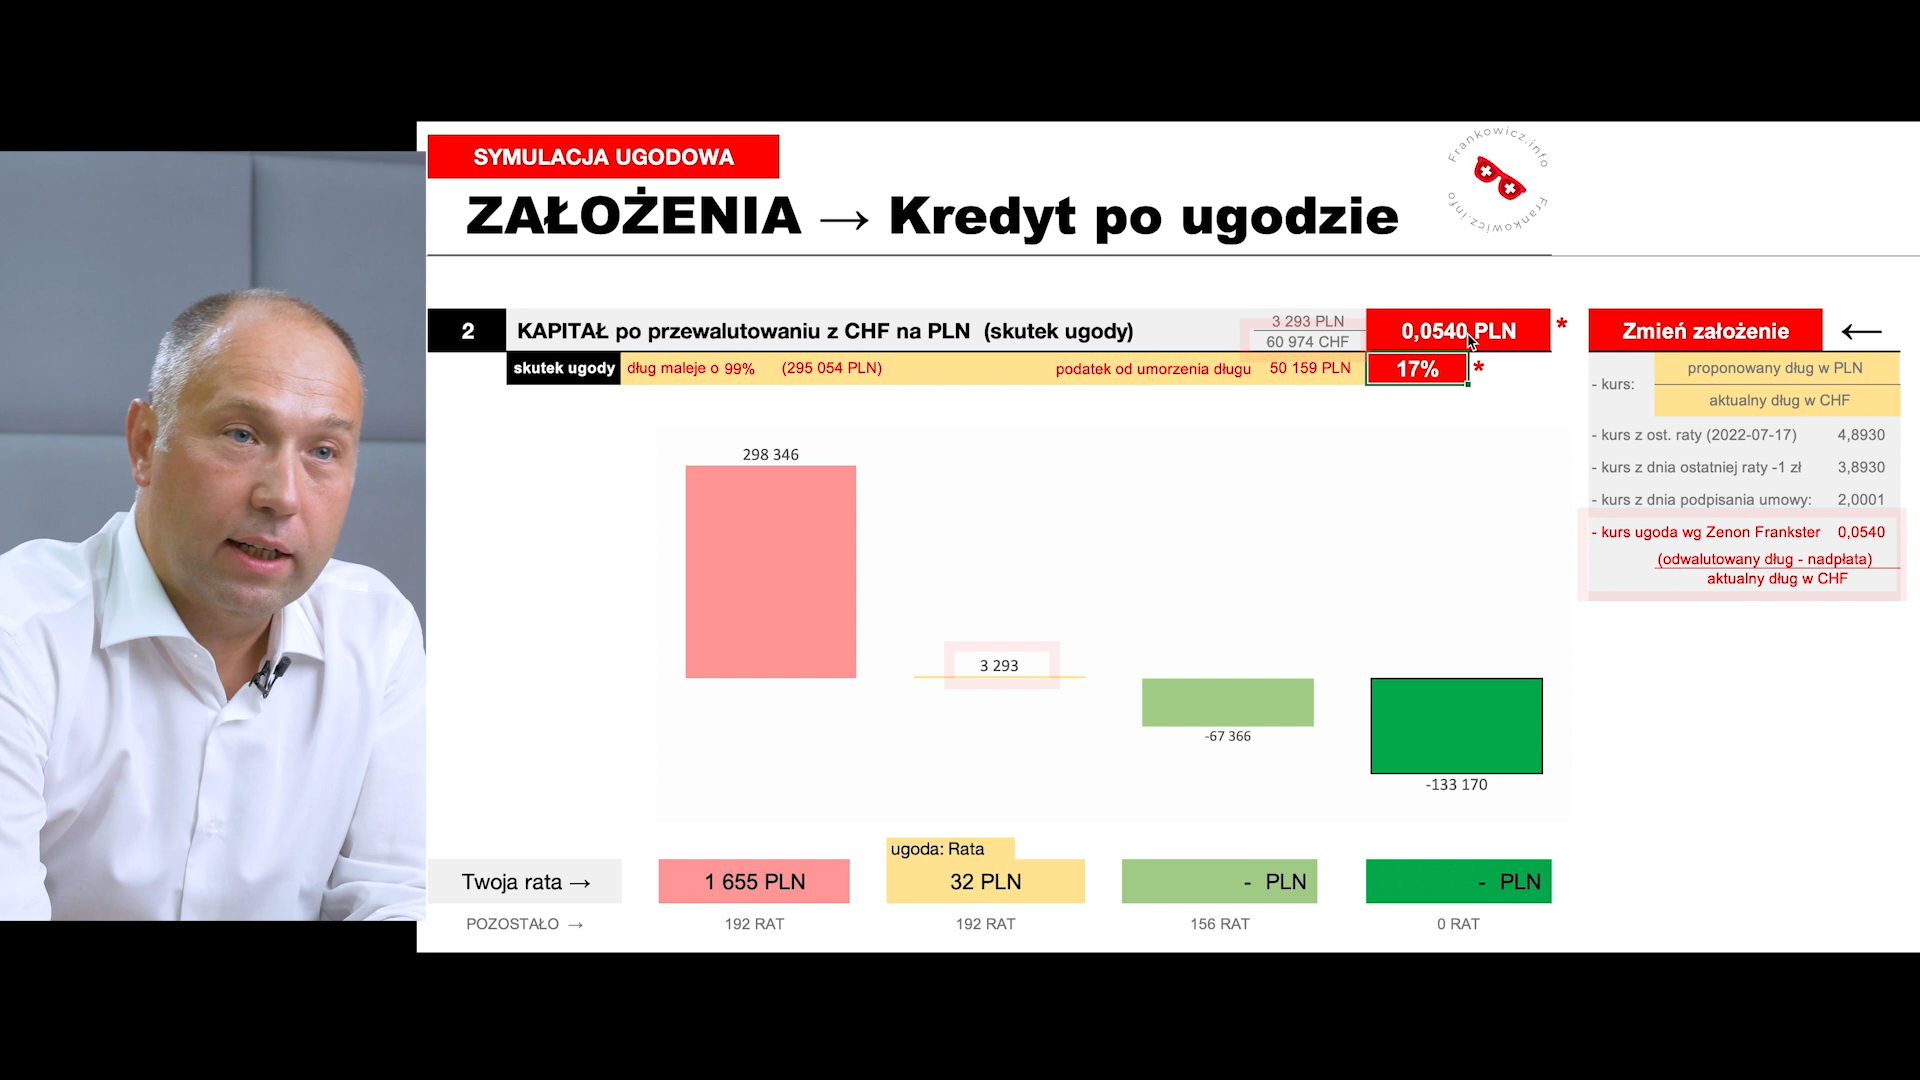 SYMULACJA UGODOWA
ZAŁOŻENIA → Kredyt po ugodzie
Frankowicz.info
Frankowicz.info
2 KAPITAŁ po przewalutowaniu z CHF na PLN (skutek ugody) 3 293 PLN 0,0540 PLN *
60 974 CHF
skutek ugody dług maleje o 99% (295 054 PLN) podatek od umorzenia długu 50 159 PLN 17% *
Zmień założenie ←
- kurs: proponowany dług w PLN
aktualny dług w CHF
- kurs z ost. raty (2022-07-17) 4,8930
- kurs z dnia ostatniej raty -1 zł 3,8930
- kurs z dnia podpisania umowy: 2,0001
- kurs ugoda wg Zenon Frankster 0,0540
(odwalutowany dług - nadpłata)
aktualny dług w CHF
298 346
3 293
-67 366
-133 170
ugoda: Rata
Twoja rata → 1 655 PLN 32 PLN - PLN - PLN
POZOSTAŁO → 192 RAT 192 RAT 156 RAT 0 RAT